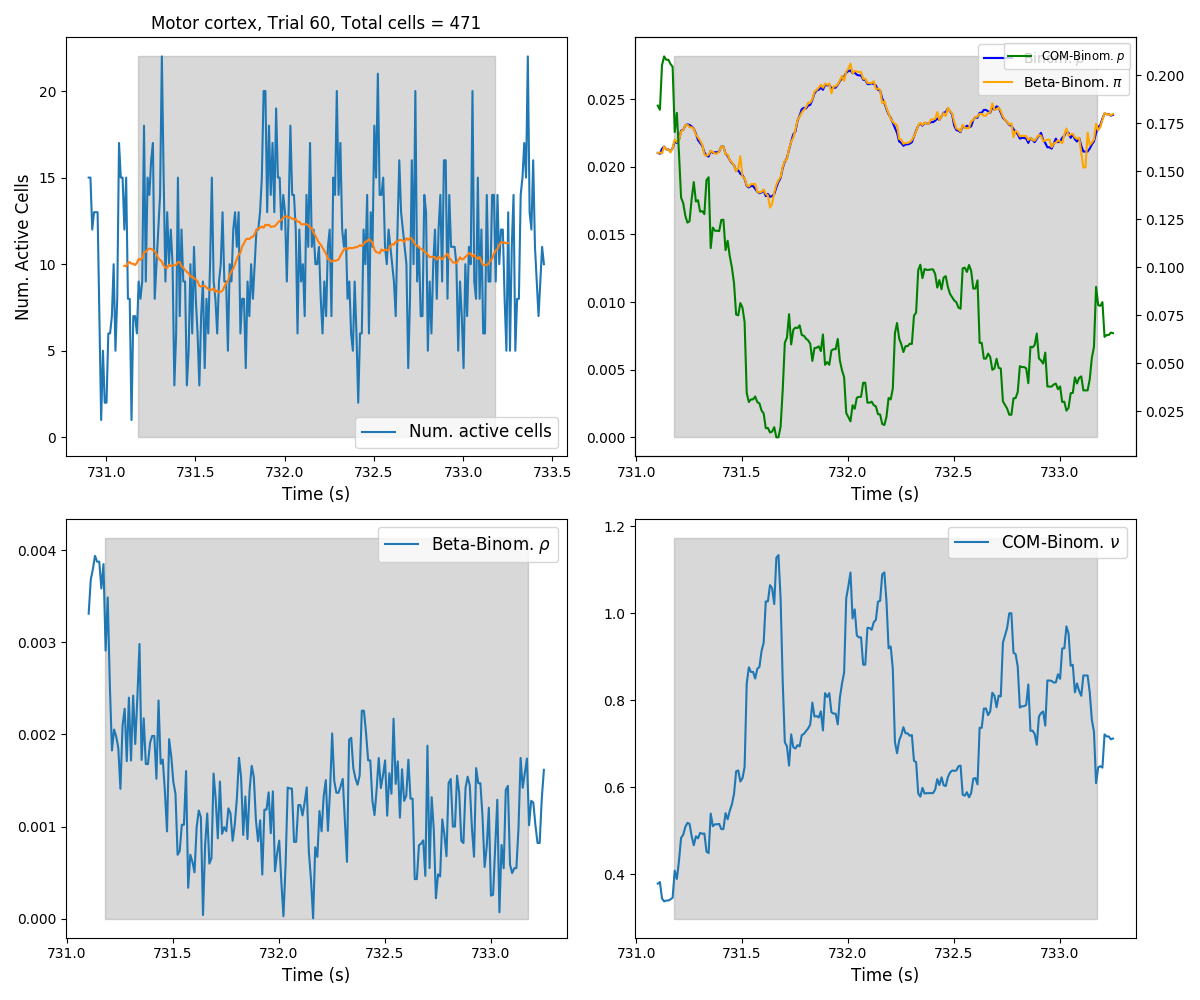 Motor cortex, Trial 60, Total cells = 471
Num. Active Cells
20
15
10
5
0
731.0 731.5 732.0 732.5 733.0 733.5
Time (s)
Num. active cells
0.025
0.020
0.015
0.010
0.005
0.000
0.200
0.175
0.150
0.125
0.100
0.075
0.050
0.025
731.0 731.5 732.0 732.5 733.0
Time (s)
COM-Binom. p
Beta-Binom. π
0.004
0.003
0.002
0.001
0.000
731.0 731.5 732.0 732.5 733.0
Time (s)
Beta-Binom. ρ
1.2
1.0
0.8
0.6
0.4
731.0 731.5 732.0 732.5 733.0
Time (s)
COM-Binom. ν